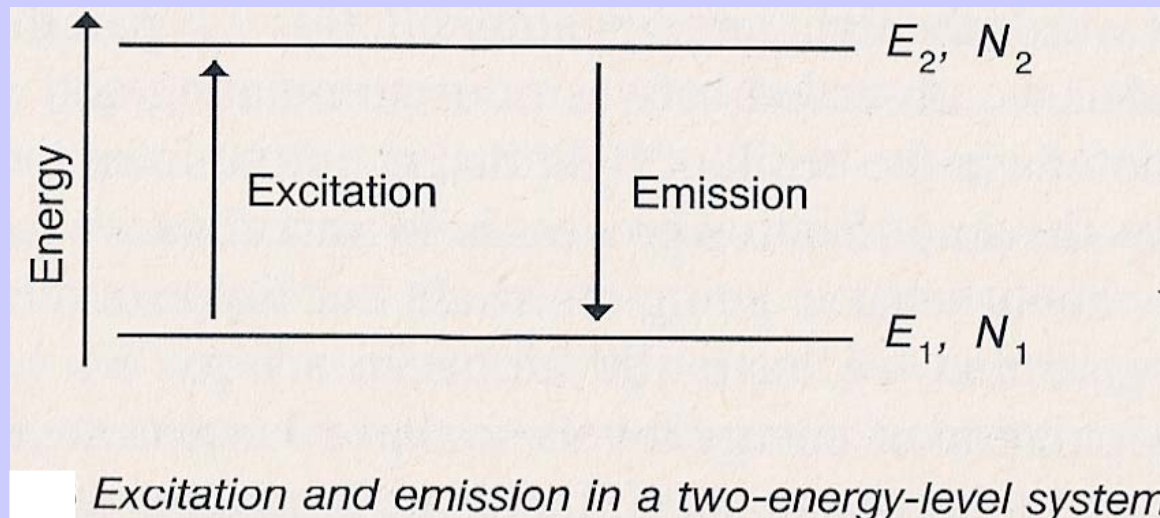 E₂, N₂
Energy
Excitation
Emission
E₁, N₁
Excitation and emission in a two-energy-level system